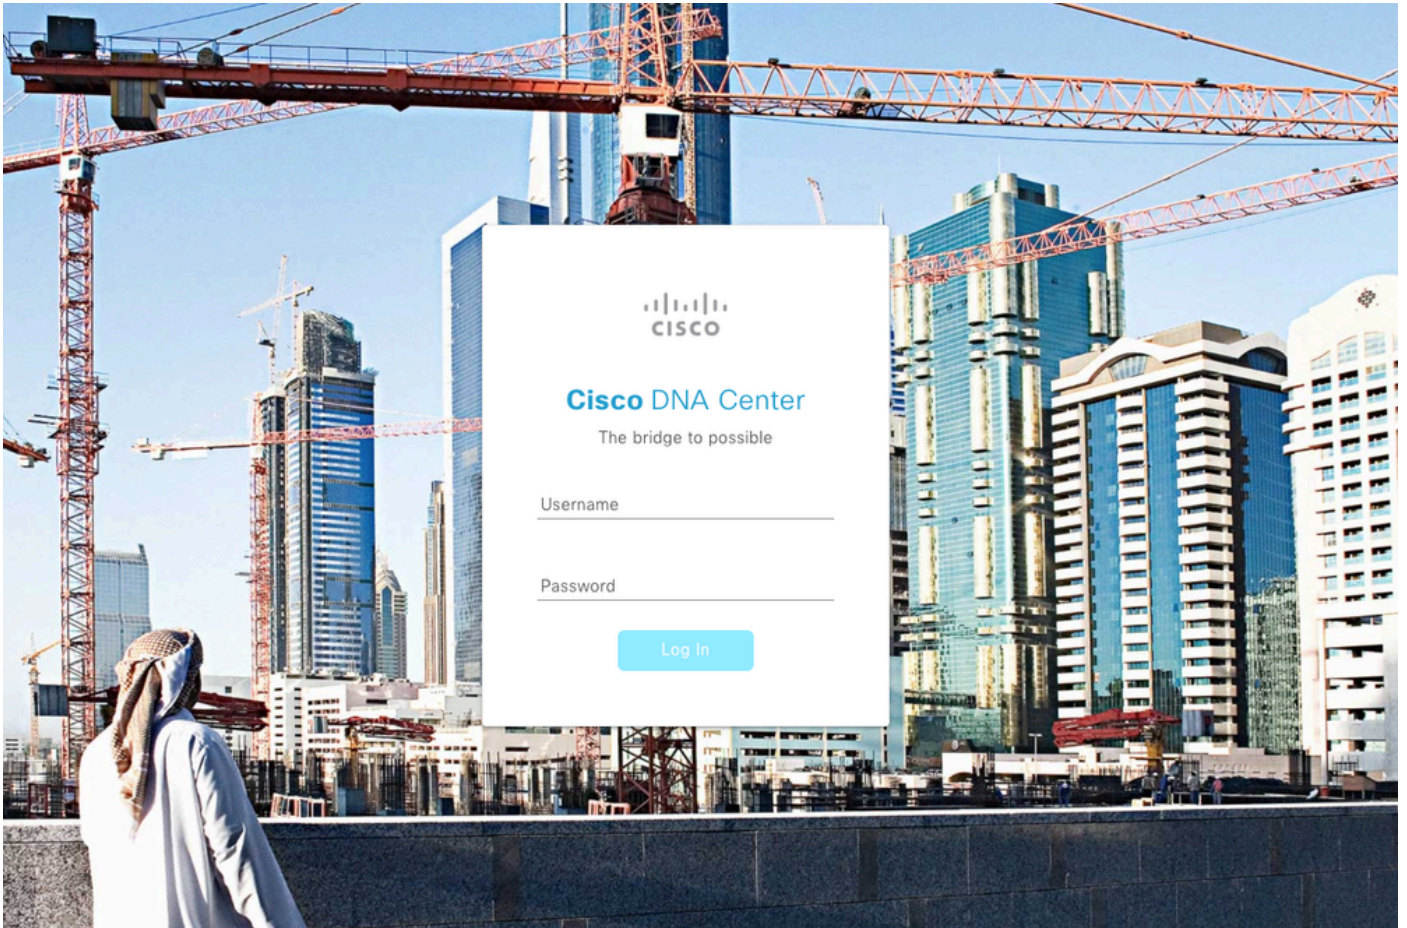 CISCO
Cisco DNA Center
The bridge to possible
Username
Password
Log In